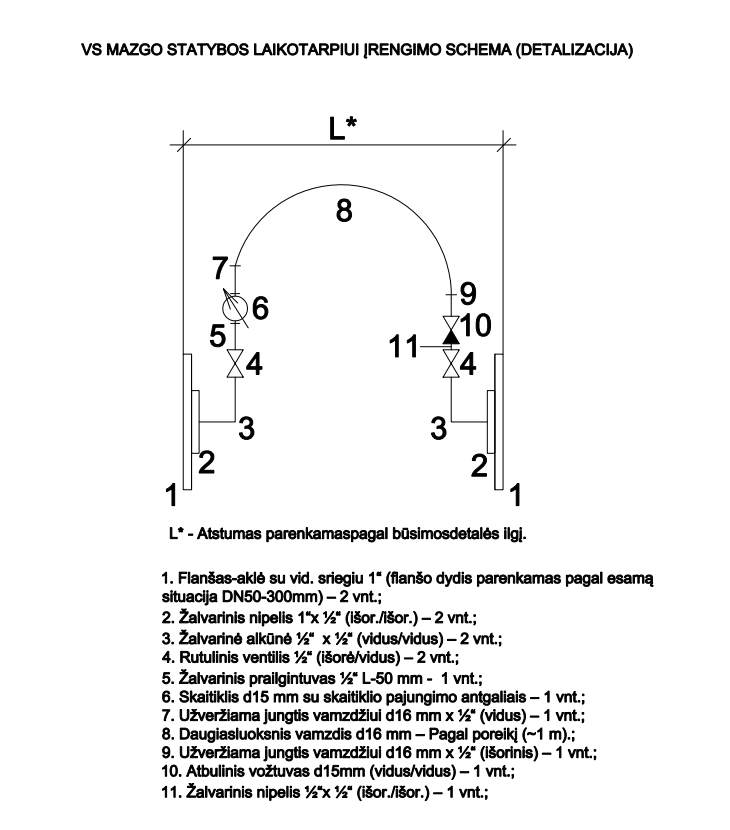 VS MAZGO STATYBOS LAIKOTARPIUI ĮRENGIMO SCHEMA (DETALIZACIJA)
L*
8
7
9
6
10
5
11
4
4
3
3
2
2
1
1
L* - Atstumas parenkamaspagal būsimosdetalės ilgį.
1. Flanšas-aklė su vid. sriegiu 1“ (flanšo dydis parenkamas pagal esamą
situacija DN50-300mm) – 2 vnt.;
2. Žalvarinis nipelis 1“x ½“ (išor./išor.) – 2 vnt.;
3. Žalvarinė alkūnė ½“ x ½“ (vidus/vidus) – 2 vnt.;
4. Rutulinis ventilis ½“ (išorė/vidus) – 2 vnt.;
5. Žalvarinis prailgintuvas ½“ L-50 mm - 1 vnt.;
6. Skaitiklis d15 mm su skaitiklio pajungimo antgaliais – 1 vnt.;
7. Užveržiama jungtis vamzdžiui d16 mm x ½“ (vidus) – 1 vnt.;
8. Daugiasluoksnis vamzdis d16 mm – Pagal poreikį (~1 m).;
9. Užveržiama jungtis vamzdžiui d16 mm x ½“ (išorinis) – 1 vnt.;
10. Atbulinis vožtuvas d15mm (vidus/vidus) – 1 vnt.;
11. Žalvarinis nipelis ½“x ½“ (išor./išor.) – 1 vnt.;